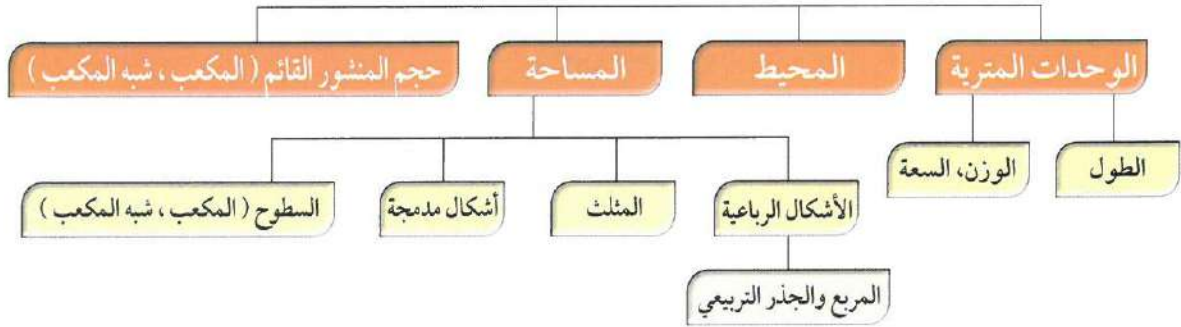 الوحدات المترية
المحيط
المساحة
حجم المنشور القائم ( المكعب ، شبه المكعب )
الطول
الوزن، السعة
الأشكال الرباعية
المثلث
أشكال مدمجة
السطوح ( المكعب ، شبه المكعب )
المربع والجذر التربيعي